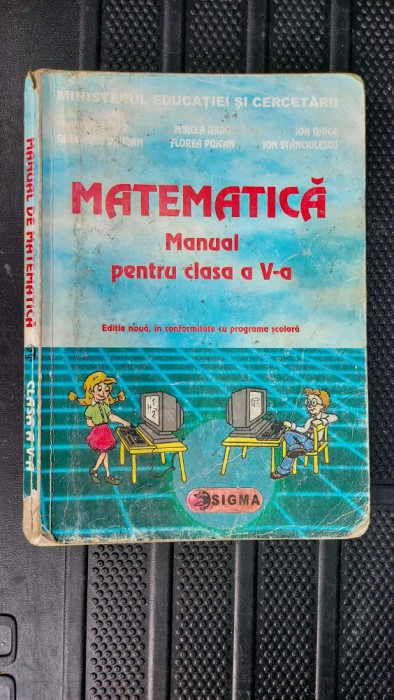 MINISTERUL EDUCAȚIEI ȘI CERCETĂRII
MIRCEA RADU
ION GHICA
FLOREA PUICAN
ION STĂNCIULESCU
MATEMATICĂ
Manual
pentru clasa a V-a
Ediție nouă, în conformitate cu programa școlară
SIGMA
MANUAL DE MATEMATICĂ
CLASA A V-A